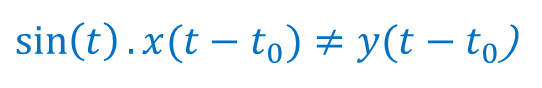 sin(t) . x(t − t₀) ≠ y(t − t₀)